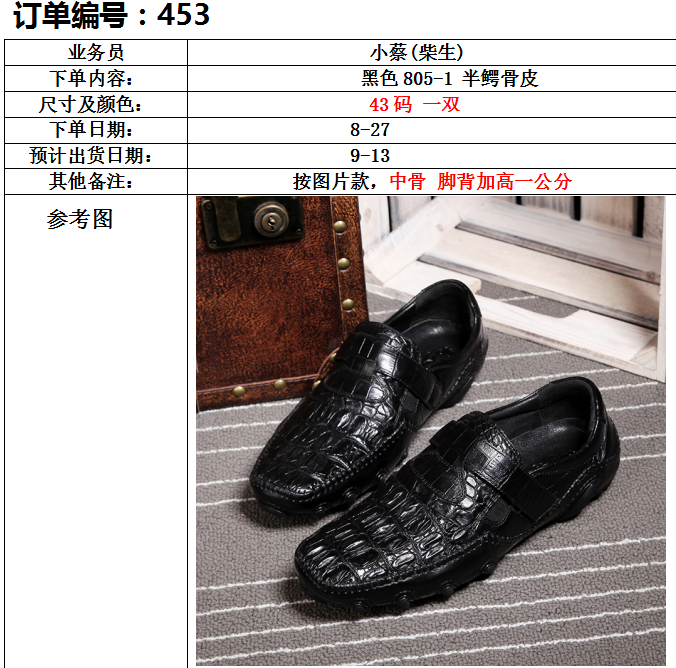 订单编号：453
业务员 小蔡(柴生)
下单内容： 黑色805-1 半鳄骨皮
尺寸及颜色： 43码 一双
下单日期： 8-27
预计出货日期： 9-13
其他备注： 按图片款，中骨 脚背加高一公分
参考图